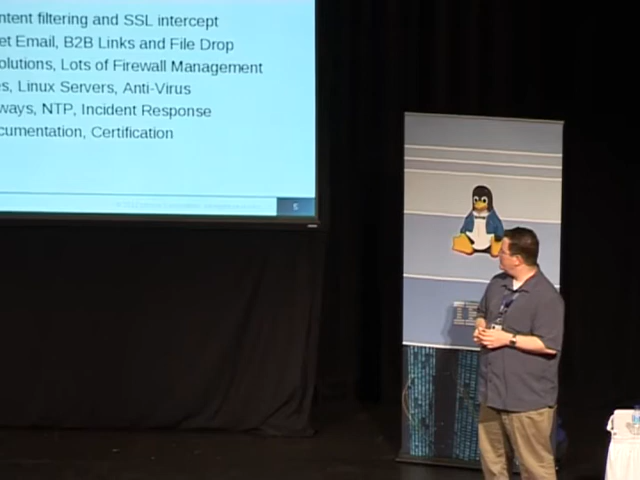 ntent filtering and SSL intercept
et Email, B2B Links and File Drop
olutions, Lots of Firewall Management
s, Linux Servers, Anti-Virus
ways, NTP, Incident Response
cumentation, Certification
5